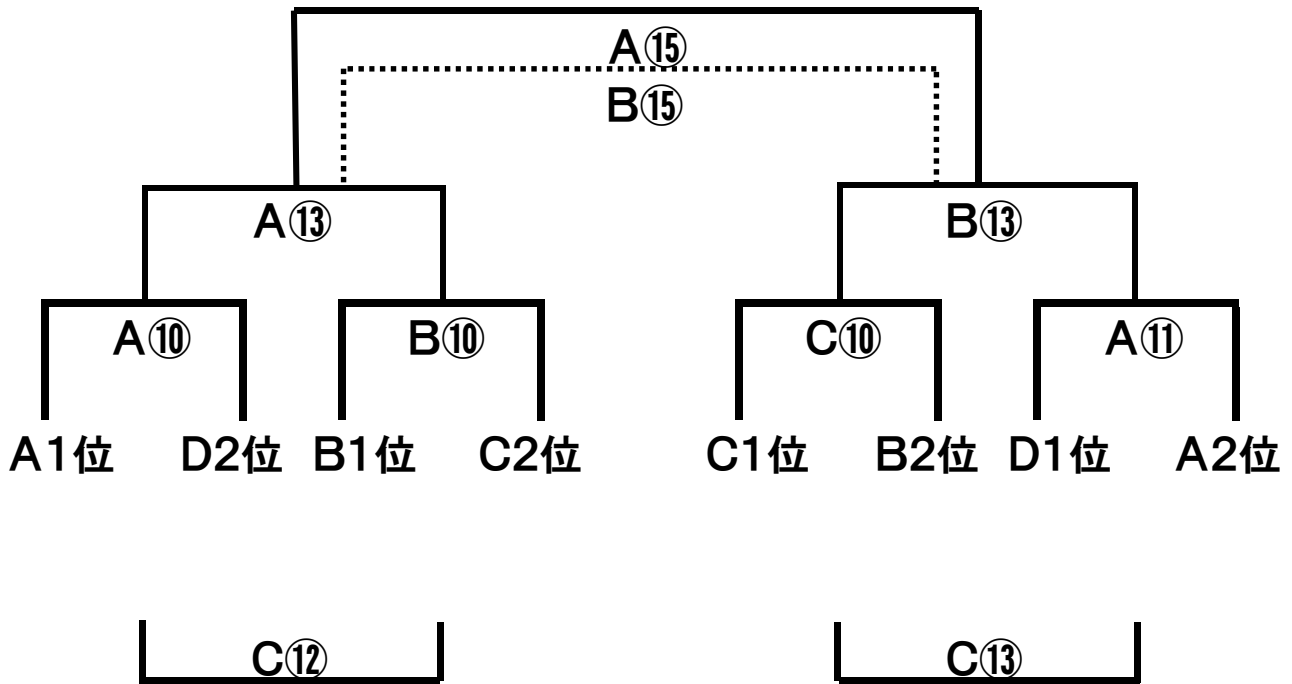 A⑮
B⑮
A⑬ B⑬
A⑩ B⑩ C⑩ A⑪
A1位 D2位 B1位 C2位 C1位 B2位 D1位 A2位
C⑫ C⑬